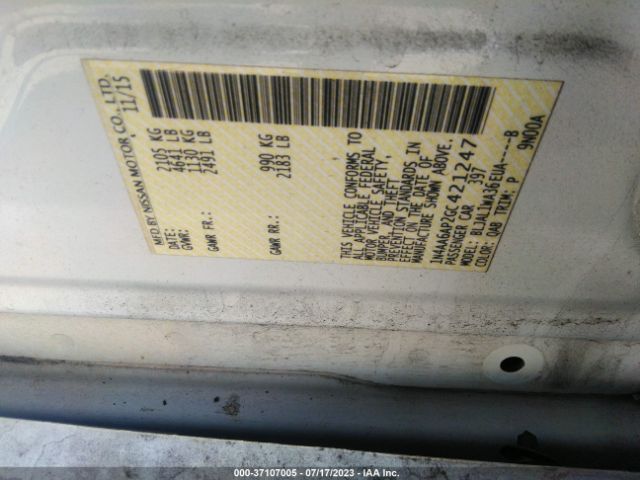 MFD BY NISSAN MOTOR CO., LTD.
DATE: 11/15
GVWR: 2105 KG
4641 LB
GAWR FR.: 1130 KG
2491 LB
GAWR RR.: 990 KG
2183 LB
THIS VEHICLE CONFORMS TO
ALL APPLICABLE FEDERAL
MOTOR VEHICLE SAFETY,
BUMPER, AND THEFT
PREVENTION STANDARDS IN
EFFECT ON THE DATE OF
MANUFACTURE SHOWN ABOVE.
1N4AA6AP2GC421247
PASSENGER CAR 397
MODEL: BLJALLWA36EUA----B
COLOR: QAB TRIM: P 9N00A
000-37107005 - 07/17/2023 - IAA Inc.